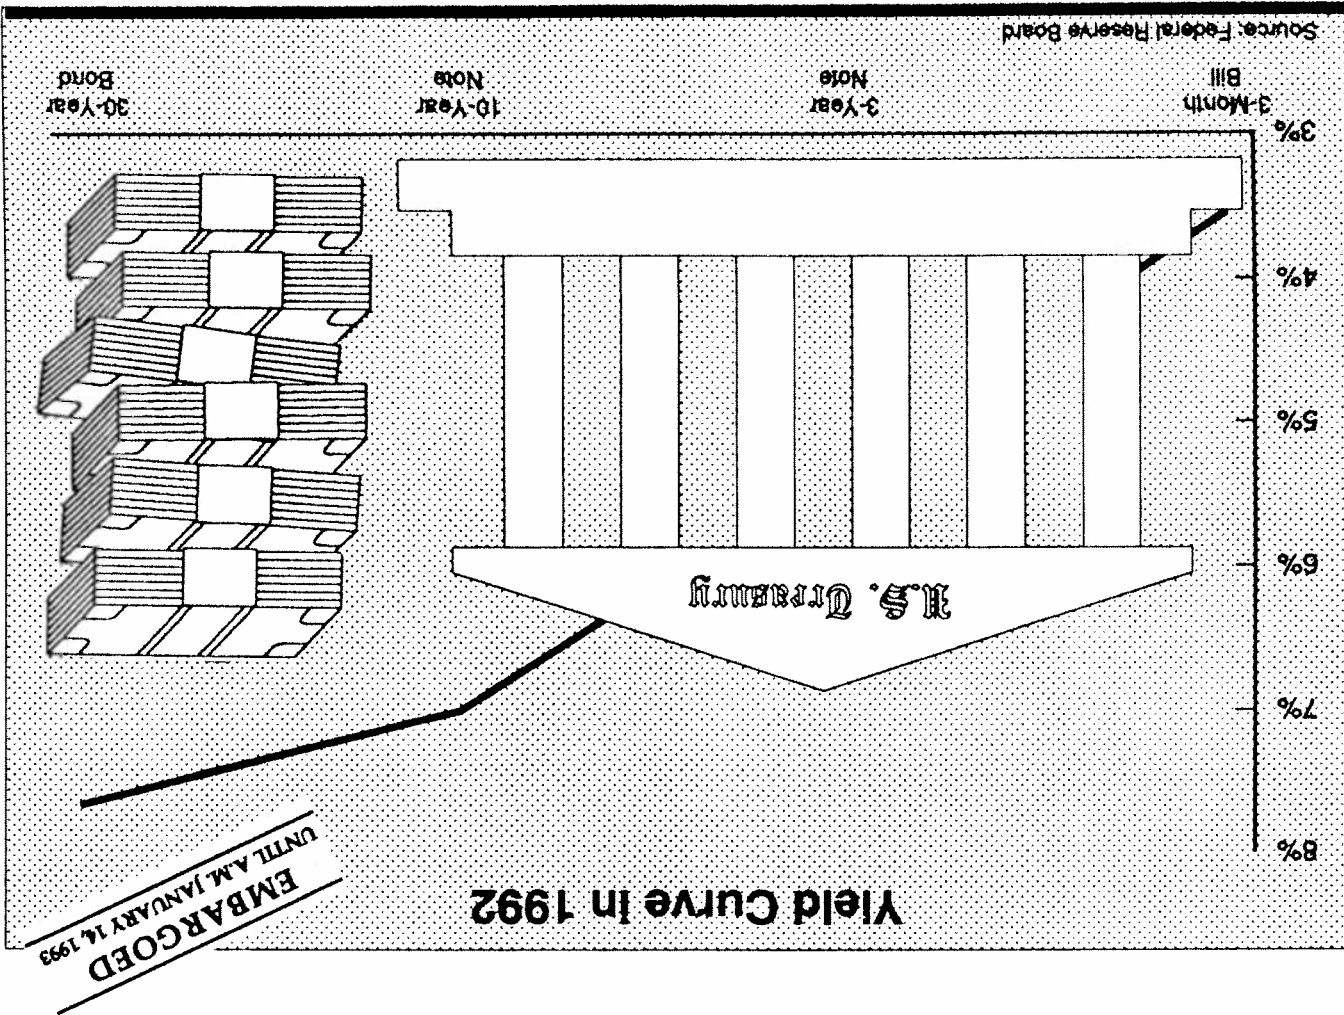 EMBARGOED
UNTIL A.M. JANUARY 14, 1993
Yield Curve in 1992
8%
7%
6%
5%
4%
3%
U.S. Treasury
3-Month
Bill
3-Year
Note
10-Year
Note
30-Year
Bond
Source: Federal Reserve Board